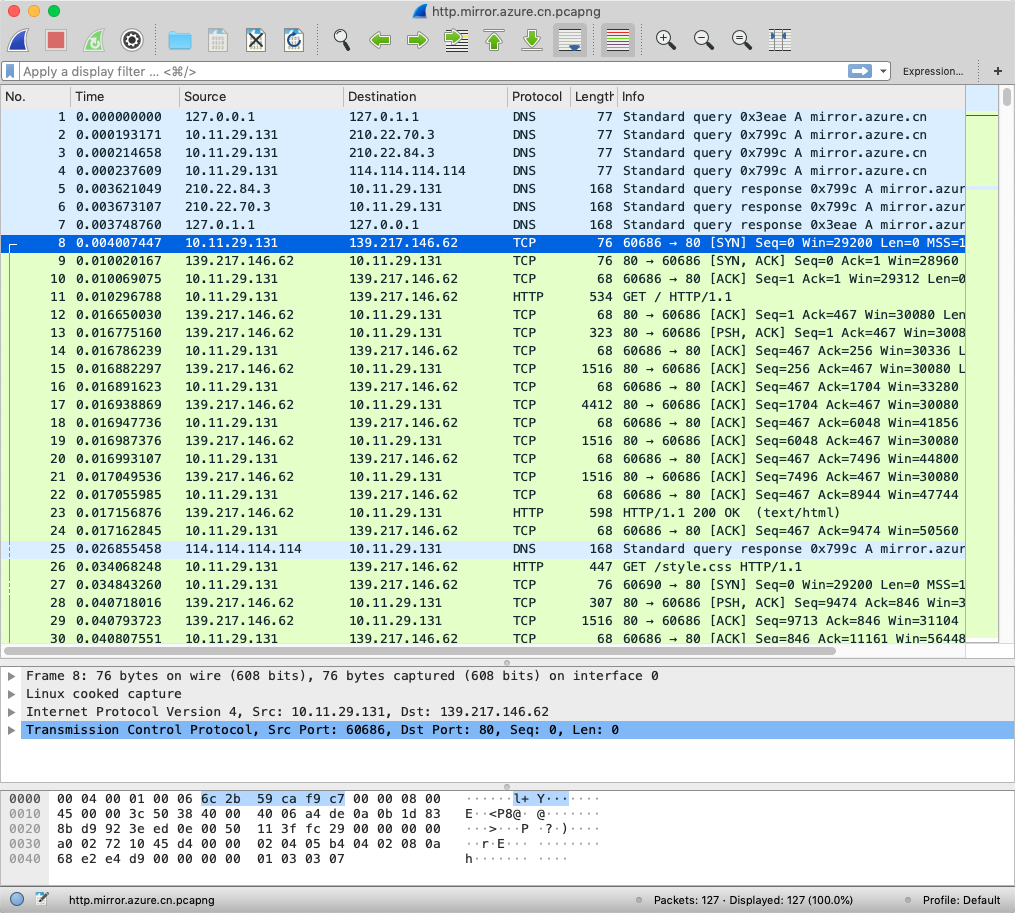 http.mirror.azure.cn.pcapng
Apply a display filter ... <⌘/>
Expression...
+
No. Time Source Destination Protocol Length Info
1 0.000000000 127.0.0.1 127.0.1.1 DNS 77 Standard query 0x3eae A mirror.azure.cn
2 0.000193171 10.11.29.131 210.22.70.3 DNS 77 Standard query 0x799c A mirror.azure.cn
3 0.000214658 10.11.29.131 210.22.84.3 DNS 77 Standard query 0x799c A mirror.azure.cn
4 0.000237609 10.11.29.131 114.114.114.114 DNS 77 Standard query 0x799c A mirror.azure.cn
5 0.003621049 210.22.84.3 10.11.29.131 DNS 168 Standard query response 0x799c A mirror.azur
6 0.003673107 210.22.70.3 10.11.29.131 DNS 168 Standard query response 0x799c A mirror.azur
7 0.003748760 127.0.1.1 127.0.0.1 DNS 168 Standard query response 0x3eae A mirror.azur
8 0.004007447 10.11.29.131 139.217.146.62 TCP 76 60686 → 80 [SYN] Seq=0 Win=29200 Len=0 MSS=1
9 0.010020167 139.217.146.62 10.11.29.131 TCP 76 80 → 60686 [SYN, ACK] Seq=0 Ack=1 Win=28960
10 0.010069075 10.11.29.131 139.217.146.62 TCP 68 60686 → 80 [ACK] Seq=1 Ack=1 Win=29312 Len=0
11 0.010296788 10.11.29.131 139.217.146.62 HTTP 534 GET / HTTP/1.1
12 0.016650030 139.217.146.62 10.11.29.131 TCP 68 80 → 60686 [ACK] Seq=1 Ack=467 Win=30080 Len
13 0.016775160 139.217.146.62 10.11.29.131 TCP 323 80 → 60686 [PSH, ACK] Seq=1 Ack=467 Win=3008
14 0.016786239 10.11.29.131 139.217.146.62 TCP 68 60686 → 80 [ACK] Seq=467 Ack=256 Win=30336 L
15 0.016882297 139.217.146.62 10.11.29.131 TCP 1516 80 → 60686 [ACK] Seq=256 Ack=467 Win=30080 L
16 0.016891623 10.11.29.131 139.217.146.62 TCP 68 60686 → 80 [ACK] Seq=467 Ack=1704 Win=33280
17 0.016938869 139.217.146.62 10.11.29.131 TCP 4412 80 → 60686 [ACK] Seq=1704 Ack=467 Win=30080
18 0.016947736 10.11.29.131 139.217.146.62 TCP 68 60686 → 80 [ACK] Seq=467 Ack=6048 Win=41856
19 0.016987376 139.217.146.62 10.11.29.131 TCP 1516 80 → 60686 [ACK] Seq=6048 Ack=467 Win=30080
20 0.016993107 10.11.29.131 139.217.146.62 TCP 68 60686 → 80 [ACK] Seq=467 Ack=7496 Win=44800
21 0.017049536 139.217.146.62 10.11.29.131 TCP 1516 80 → 60686 [ACK] Seq=7496 Ack=467 Win=30080
22 0.017055985 10.11.29.131 139.217.146.62 TCP 68 60686 → 80 [ACK] Seq=467 Ack=8944 Win=47744
23 0.017156876 139.217.146.62 10.11.29.131 HTTP 598 HTTP/1.1 200 OK  (text/html)
24 0.017162845 10.11.29.131 139.217.146.62 TCP 68 60686 → 80 [ACK] Seq=467 Ack=9474 Win=50560
25 0.026855458 114.114.114.114 10.11.29.131 DNS 168 Standard query response 0x799c A mirror.azur
26 0.034068248 10.11.29.131 139.217.146.62 HTTP 447 GET /style.css HTTP/1.1
27 0.034843260 10.11.29.131 139.217.146.62 TCP 76 60690 → 80 [SYN] Seq=0 Win=29200 Len=0 MSS=1
28 0.040718016 139.217.146.62 10.11.29.131 TCP 307 80 → 60686 [PSH, ACK] Seq=9474 Ack=846 Win=3
29 0.040793723 139.217.146.62 10.11.29.131 TCP 1516 80 → 60686 [ACK] Seq=9713 Ack=846 Win=31104
30 0.040807551 10.11.29.131 139.217.146.62 TCP 68 60686 → 80 [ACK] Seq=846 Ack=11161 Win=56448
Frame 8: 76 bytes on wire (608 bits), 76 bytes captured (608 bits) on interface 0
Linux cooked capture
Internet Protocol Version 4, Src: 10.11.29.131, Dst: 139.217.146.62
Transmission Control Protocol, Src Port: 60686, Dst Port: 80, Seq: 0, Len: 0
0000 00 04 00 01 00 06 6c 2b 59 ca f9 c7 00 00 08 00 ······l+ Y·······
0010 45 00 00 3c 50 38 40 00 40 06 a4 de 0a 0b 1d 83 E··<P8@· @·······
0020 8b d9 92 3e ed 0e 00 50 11 3f fc 29 00 00 00 00 ···>···P ·?·)····
0030 a0 02 72 10 45 d4 00 00 02 04 05 b4 04 02 08 0a ··r·E··· ········
0040 68 e2 e4 d9 00 00 00 00 01 03 03 07 h······· ····
http.mirror.azure.cn.pcapng
Packets: 127 · Displayed: 127 (100.0%)
Profile: Default